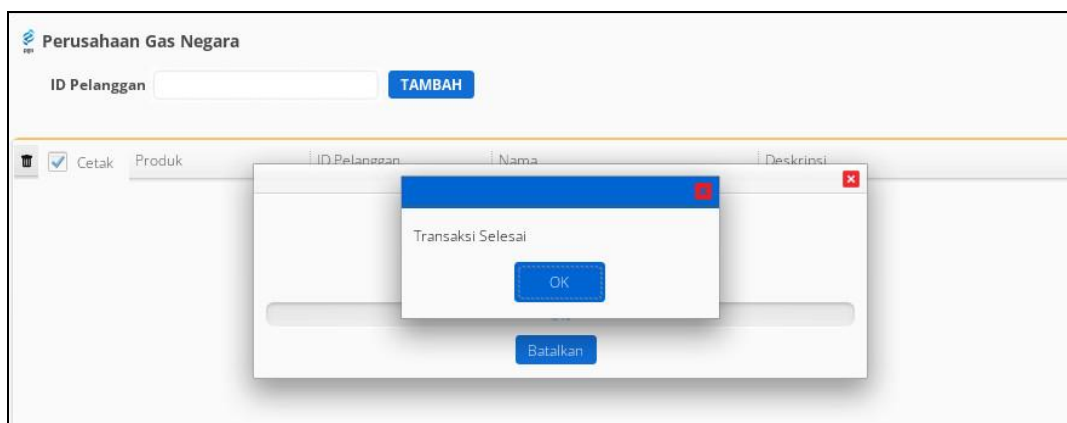 Perusahaan Gas Negara
ID Pelanggan TAMBAH
Cetak Produk ID Pelanggan Nama Deskripsi
Transaksi Selesai
OK
Batalkan